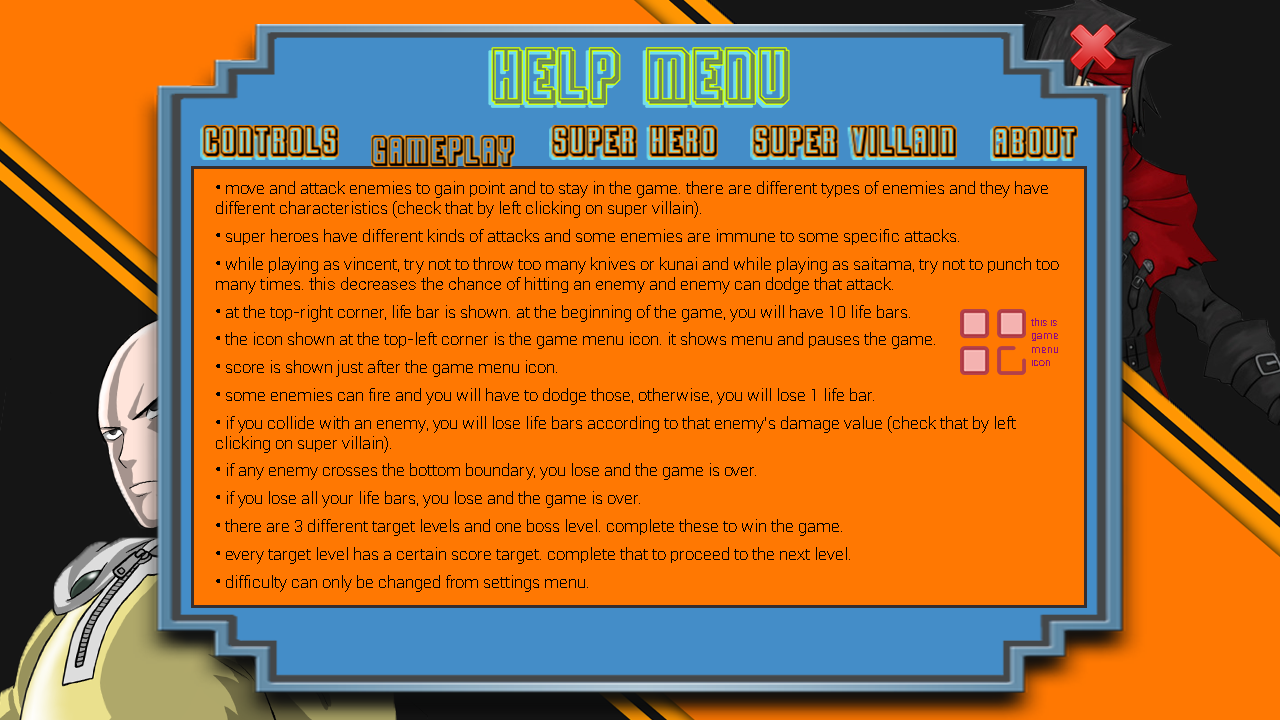 HELP MENU
CONTROLS GAMEPLAY SUPER HERO SUPER VILLAIN ABOUT
• move and attack enemies to gain point and to stay in the game. there are different types of enemies and they have
different characteristics (check that by left clicking on super villain).
• super heroes have different kinds of attacks and some enemies are immune to some specific attacks.
• while playing as vincent, try not to throw too many knives or kunai and while playing as saitama, try not to punch too
many times. this decreases the chance of hitting an enemy and enemy can dodge that attack.
• at the top-right corner, life bar is shown. at the beginning of the game, you will have 10 life bars.
• the icon shown at the top-left corner is the game menu icon. it shows menu and pauses the game.
this is
game
menu
icon
• score is shown just after the game menu icon.
• some enemies can fire and you will have to dodge those, otherwise, you will lose 1 life bar.
• if you collide with an enemy, you will lose life bars according to that enemy's damage value (check that by left
clicking on super villain).
• if any enemy crosses the bottom boundary, you lose and the game is over.
• if you lose all your life bars, you lose and the game is over.
• there are 3 different target levels and one boss level. complete these to win the game.
• every target level has a certain score target. complete that to proceed to the next level.
• difficulty can only be changed from settings menu.